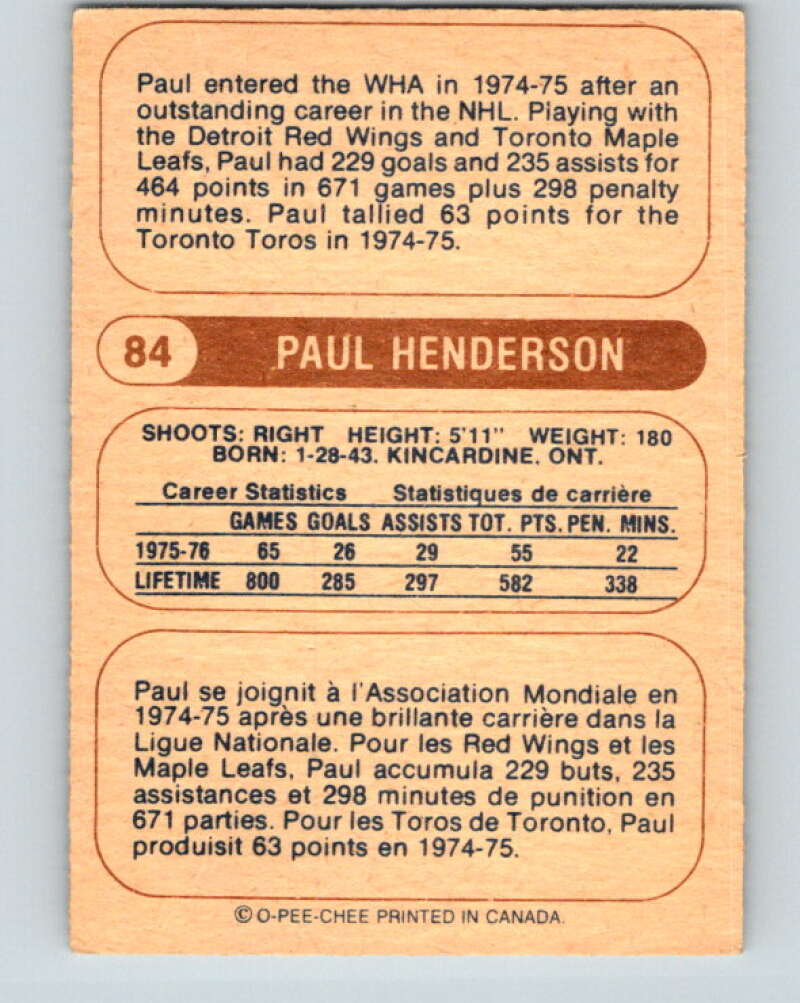 Paul entered the WHA in 1974-75 after an
outstanding career in the NHL. Playing with
the Detroit Red Wings and Toronto Maple
Leafs, Paul had 229 goals and 235 assists for
464 points in 671 games plus 298 penalty
minutes. Paul tallied 63 points for the
Toronto Toros in 1974-75.
84 PAUL HENDERSON
SHOOTS: RIGHT HEIGHT: 5'11" WEIGHT: 180
BORN: 1-28-43. KINCARDINE. ONT.
Career Statistics Statistiques de carrière
GAMES GOALS ASSISTS TOT. PTS. PEN. MINS.
1975-76 65 26 29 55 22
LIFETIME 800 285 297 582 338
Paul se joignit à l'Association Mondiale en
1974-75 après une brillante carrière dans la
Ligue Nationale. Pour les Red Wings et les
Maple Leafs, Paul accumula 229 buts, 235
assistances et 298 minutes de punition en
671 parties. Pour les Toros de Toronto, Paul
produisit 63 points en 1974-75.
© O-PEE-CHEE PRINTED IN CANADA.